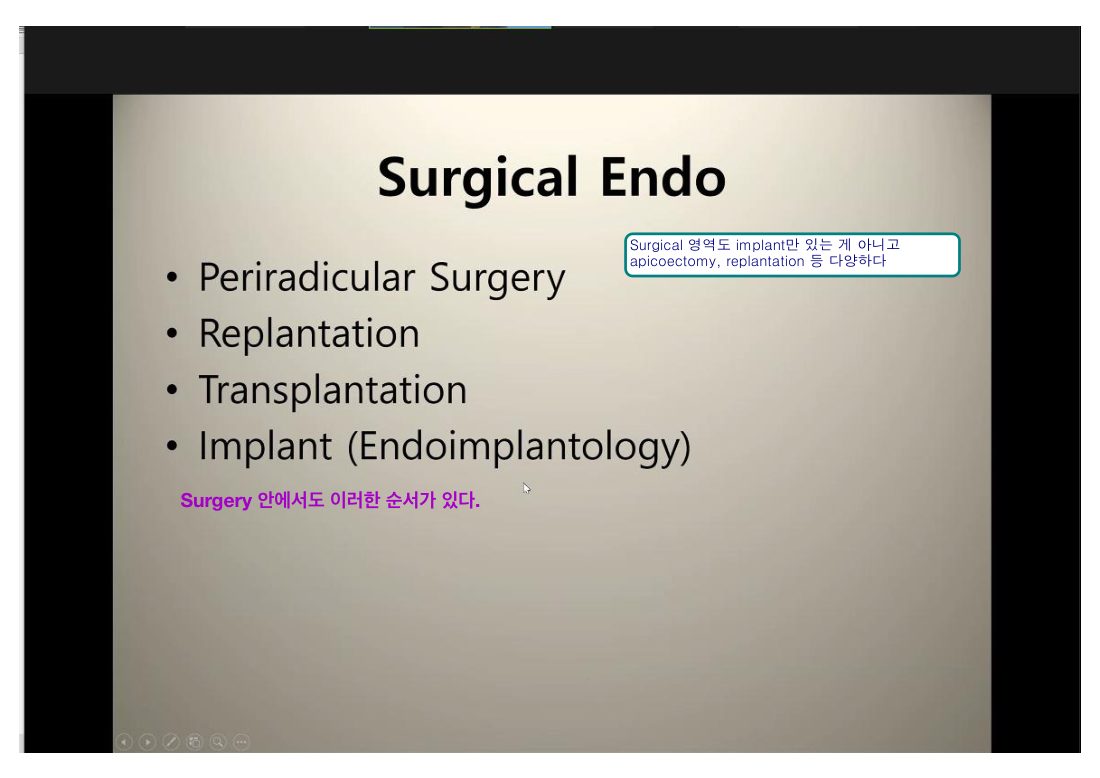 Surgical Endo
Surgical 영역도 implant만 있는 게 아니고
apicoectomy, replantation 등 다양하다
• Periradicular Surgery
• Replantation
• Transplantation
• Implant (Endoimplantology)
Surgery 안에서도 이러한 순서가 있다.